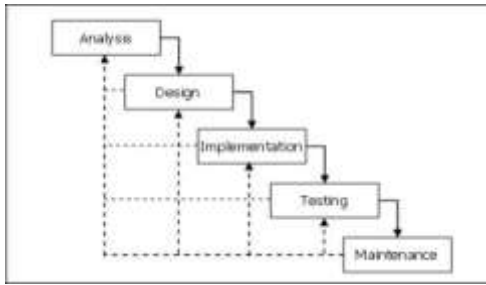 Analysis
Design
Implementation
Testing
Maintenance